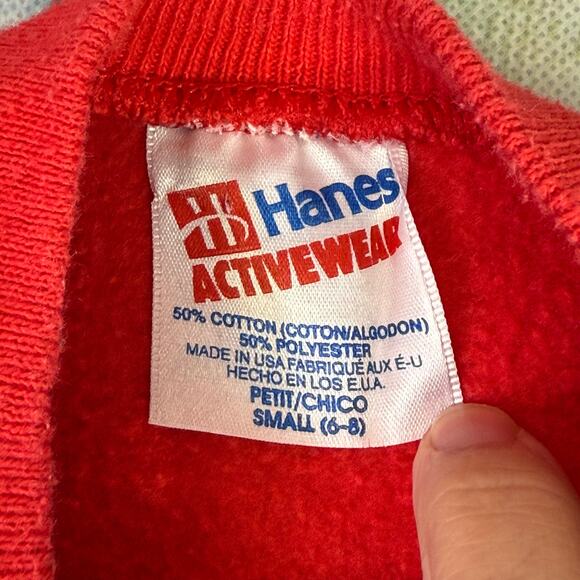 Hanes
ACTIVEWEAR
50% COTTON (COTON/ALGODON)
50% POLYESTER
MADE IN USA FABRIQUÉ AUX É-U
HECHO EN LOS E.U.A.
PETIT/CHICO
SMALL (6-8)